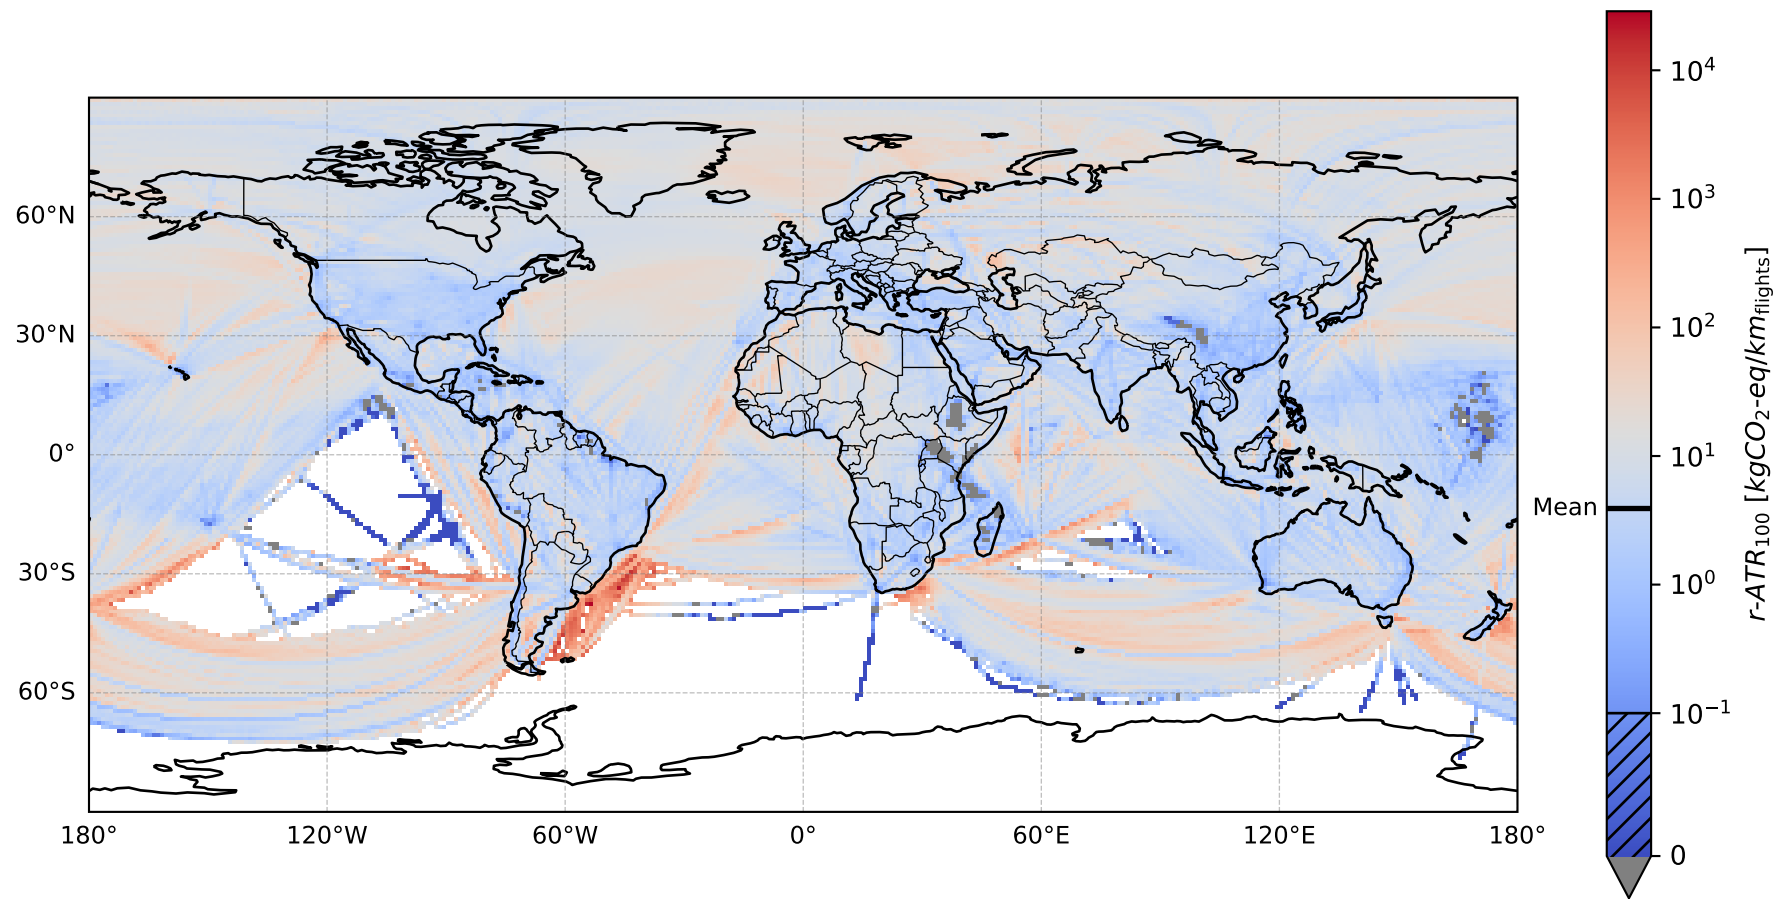 60°N
30°N
0°
30°S
60°S
180°
120°W
60°W
0°
60°E
120°E
180°
Mean
10⁴
10³
10²
10¹
10⁰
10⁻¹
0
r-ATR₁₀₀ [kgCO₂-eq/km_flights]